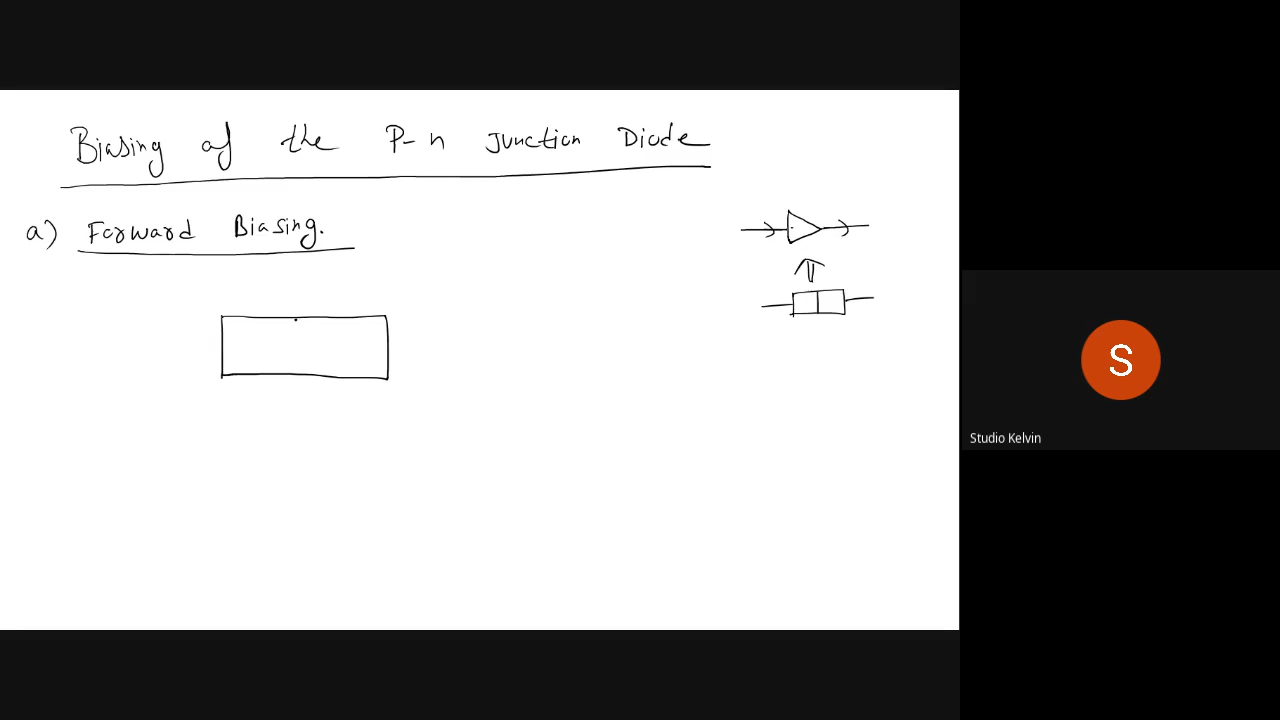 Biasing of the P-n Junction Diode
a) Forward Biasing.
S
Studio Kelvin